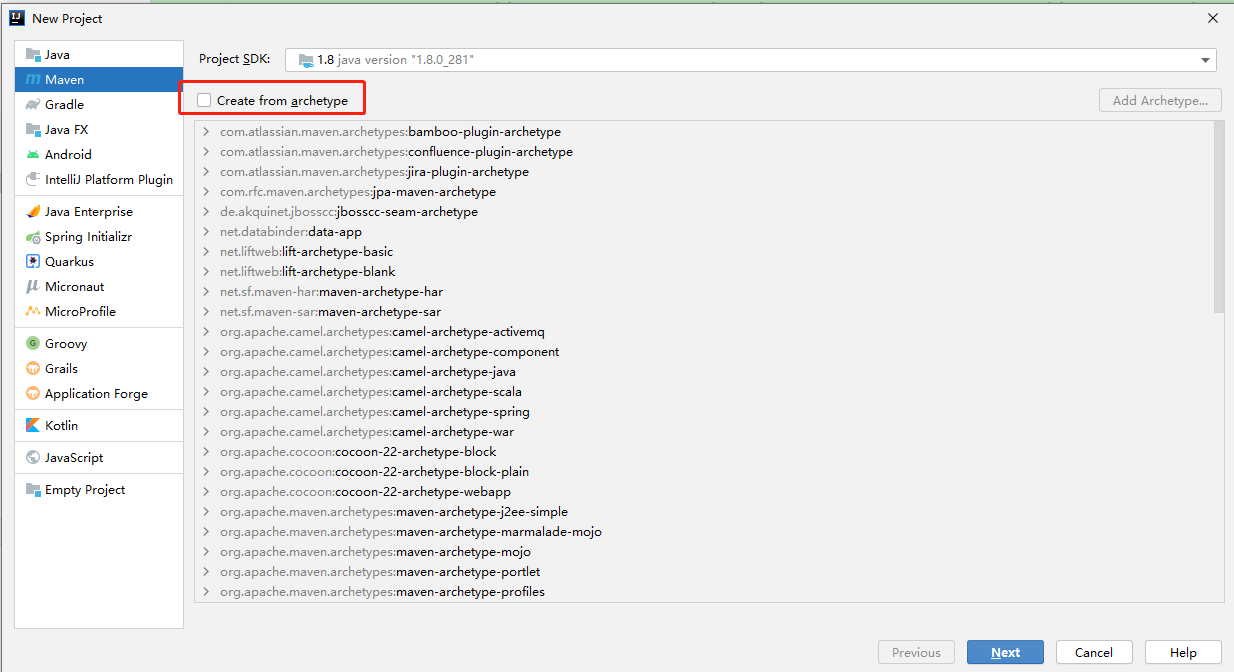 New Project
Java
Maven
Gradle
Java FX
Android
IntelliJ Platform Plugin
Java Enterprise
Spring Initializr
Quarkus
Micronaut
MicroProfile
Groovy
Grails
Application Forge
Kotlin
JavaScript
Empty Project
Project SDK: 1.8 java version "1.8.0_281"
Create from archetype
Add Archetype...
com.atlassian.maven.archetypes:bamboo-plugin-archetype
com.atlassian.maven.archetypes:confluence-plugin-archetype
com.atlassian.maven.archetypes:jira-plugin-archetype
com.rfc.maven.archetypes:jpa-maven-archetype
de.akquinet.jbosscc:jbosscc-seam-archetype
net.databinder:data-app
net.liftweb:lift-archetype-basic
net.liftweb:lift-archetype-blank
net.sf.maven-har:maven-archetype-har
net.sf.maven-sar:maven-archetype-sar
org.apache.camel.archetypes:camel-archetype-activemq
org.apache.camel.archetypes:camel-archetype-component
org.apache.camel.archetypes:camel-archetype-java
org.apache.camel.archetypes:camel-archetype-scala
org.apache.camel.archetypes:camel-archetype-spring
org.apache.camel.archetypes:camel-archetype-war
org.apache.cocoon:cocoon-22-archetype-block
org.apache.cocoon:cocoon-22-archetype-block-plain
org.apache.cocoon:cocoon-22-archetype-webapp
org.apache.maven.archetypes:maven-archetype-j2ee-simple
org.apache.maven.archetypes:maven-archetype-marmalade-mojo
org.apache.maven.archetypes:maven-archetype-mojo
org.apache.maven.archetypes:maven-archetype-portlet
org.apache.maven.archetypes:maven-archetype-profiles
Previous
Next
Cancel
Help